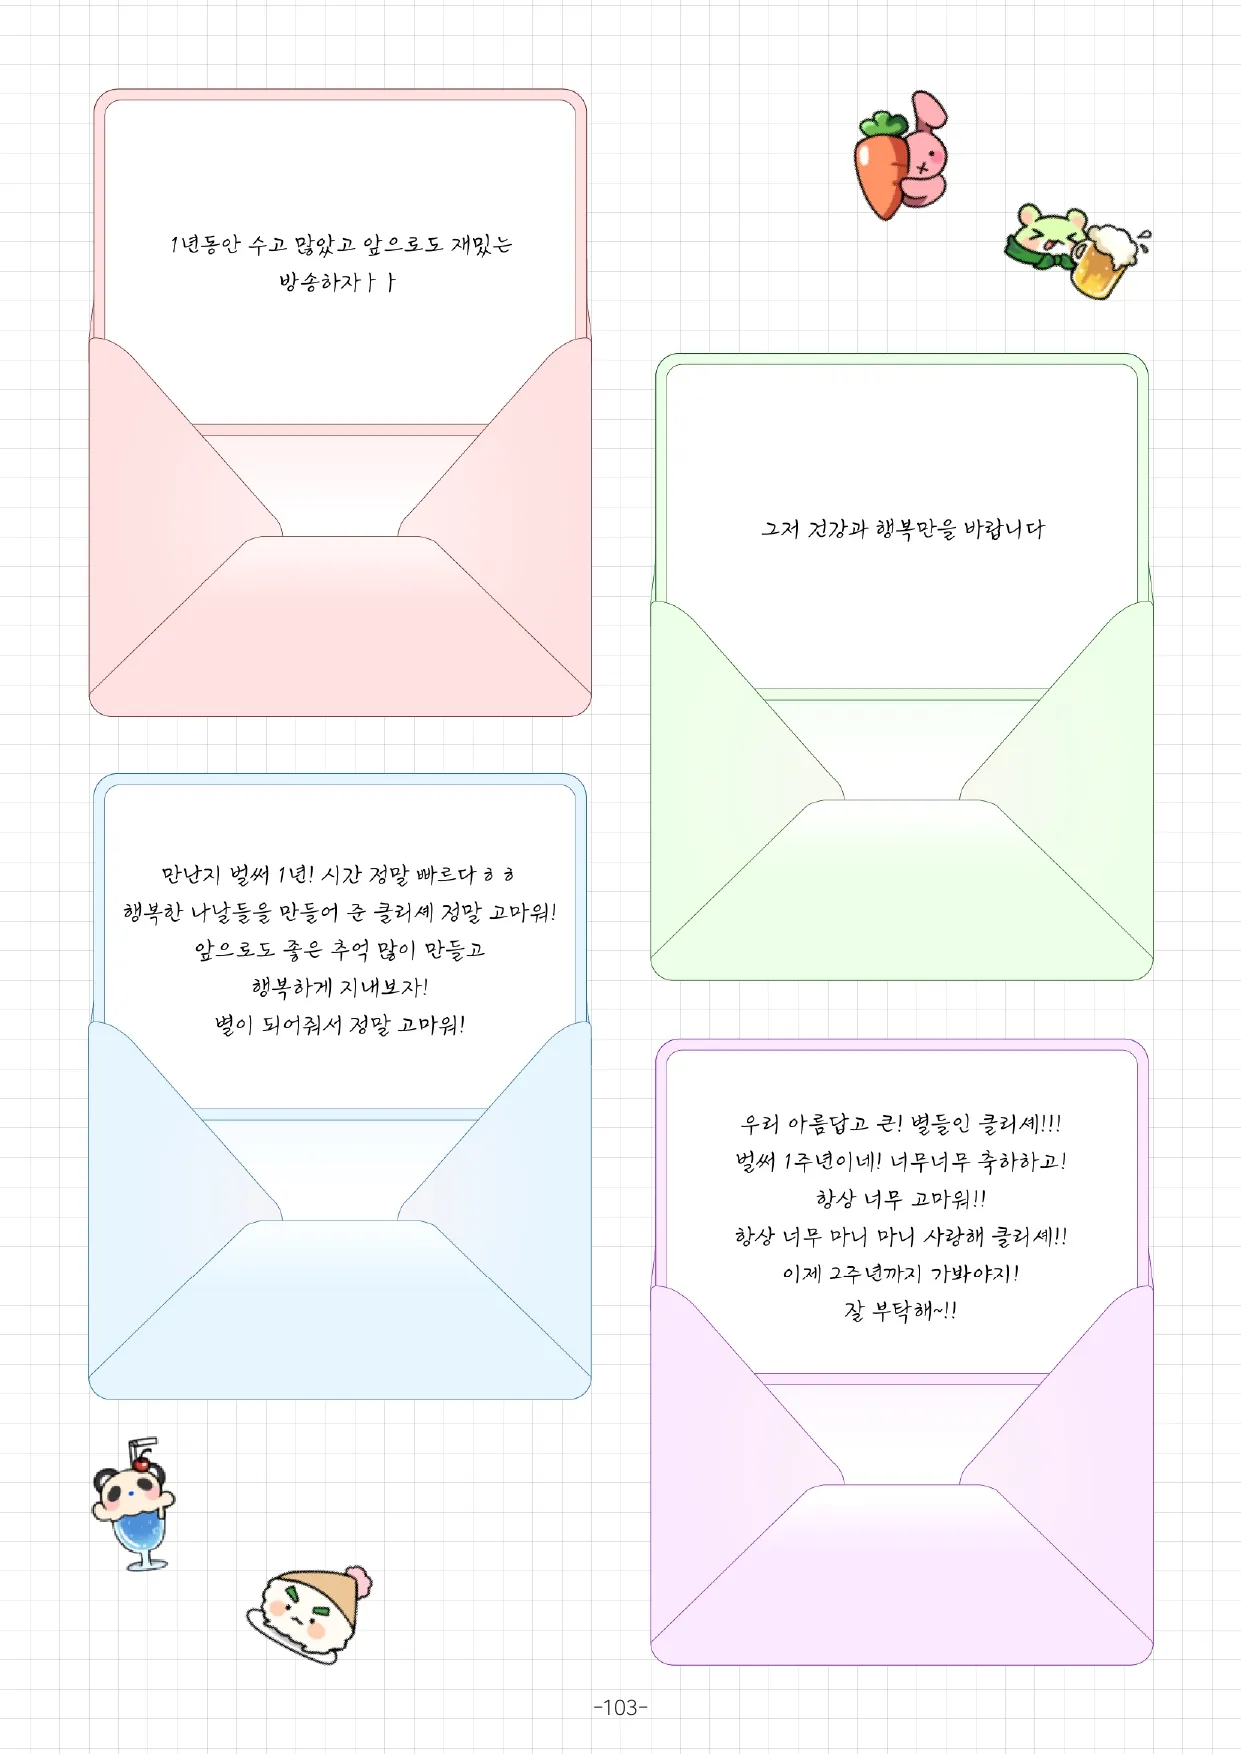 1년동안 수고 많았고 앞으로도 재밌는
방송하자ㅏㅏ
그저 건강과 행복만을 바랍니다
만난지 벌써 1년! 시간 정말 빠르다ㅎㅎ
행복한 나날들을 만들어 준 클리셰 정말 고마워!
앞으로도 좋은 추억 많이 만들고
행복하게 지내보자!
별이 되어줘서 정말 고마워!
우리 아름답고 큰! 별들인 클리셰!!!
벌써 1주년이네! 너무너무 축하하고!
항상 너무 고마워!!
항상 너무 마니 마니 사랑해 클리셰!!
이제 2주년까지 가봐야지!
잘 부탁해~!!
-103-